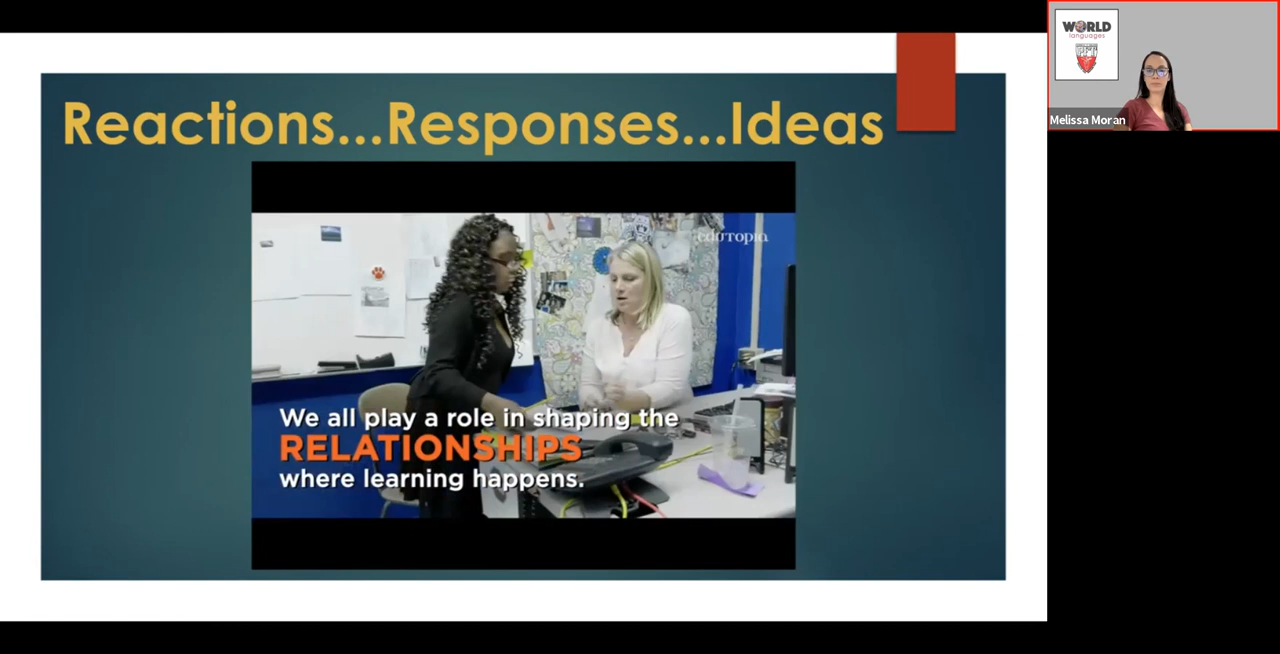 Reactions...Responses...Ideas
edutopia
We all play a role in shaping the
RELATIONSHIPS
where learning happens.
WORLD
languages
Melissa Moran